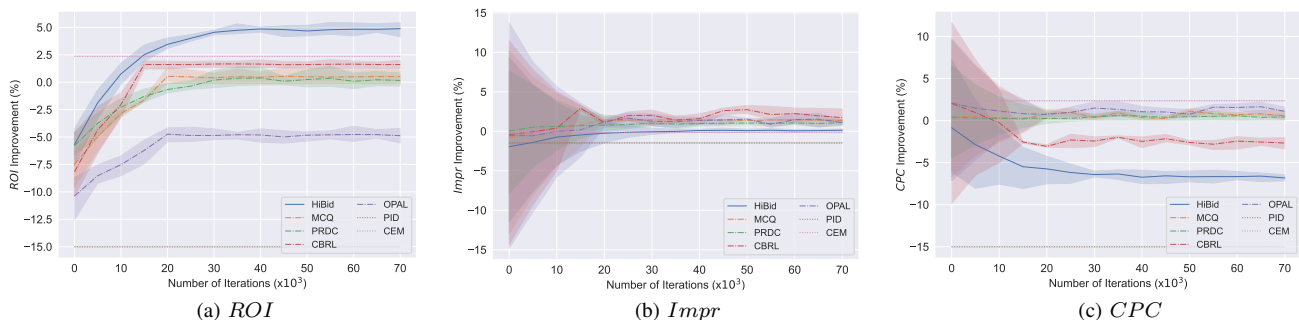 ROI Improvement (%)
5.0
2.5
0.0
−2.5
−5.0
−7.5
−10.0
−12.5
−15.0
0 10 20 30 40 50 60 70
Number of Iterations (x10³)
HiBid
MCQ
PRDC
CBRL
OPAL
PID
CEM
(a) ROI
Impr Improvement (%)
15
10
5
0
−5
−10
−15
0 10 20 30 40 50 60 70
Number of Iterations (x10³)
HiBid
MCQ
PRDC
CBRL
OPAL
PID
CEM
(b) Impr
CPC Improvement (%)
10
5
0
−5
−10
−15
0 10 20 30 40 50 60 70
Number of Iterations (x10³)
HiBid
MCQ
PRDC
CBRL
OPAL
PID
CEM
(c) CPC